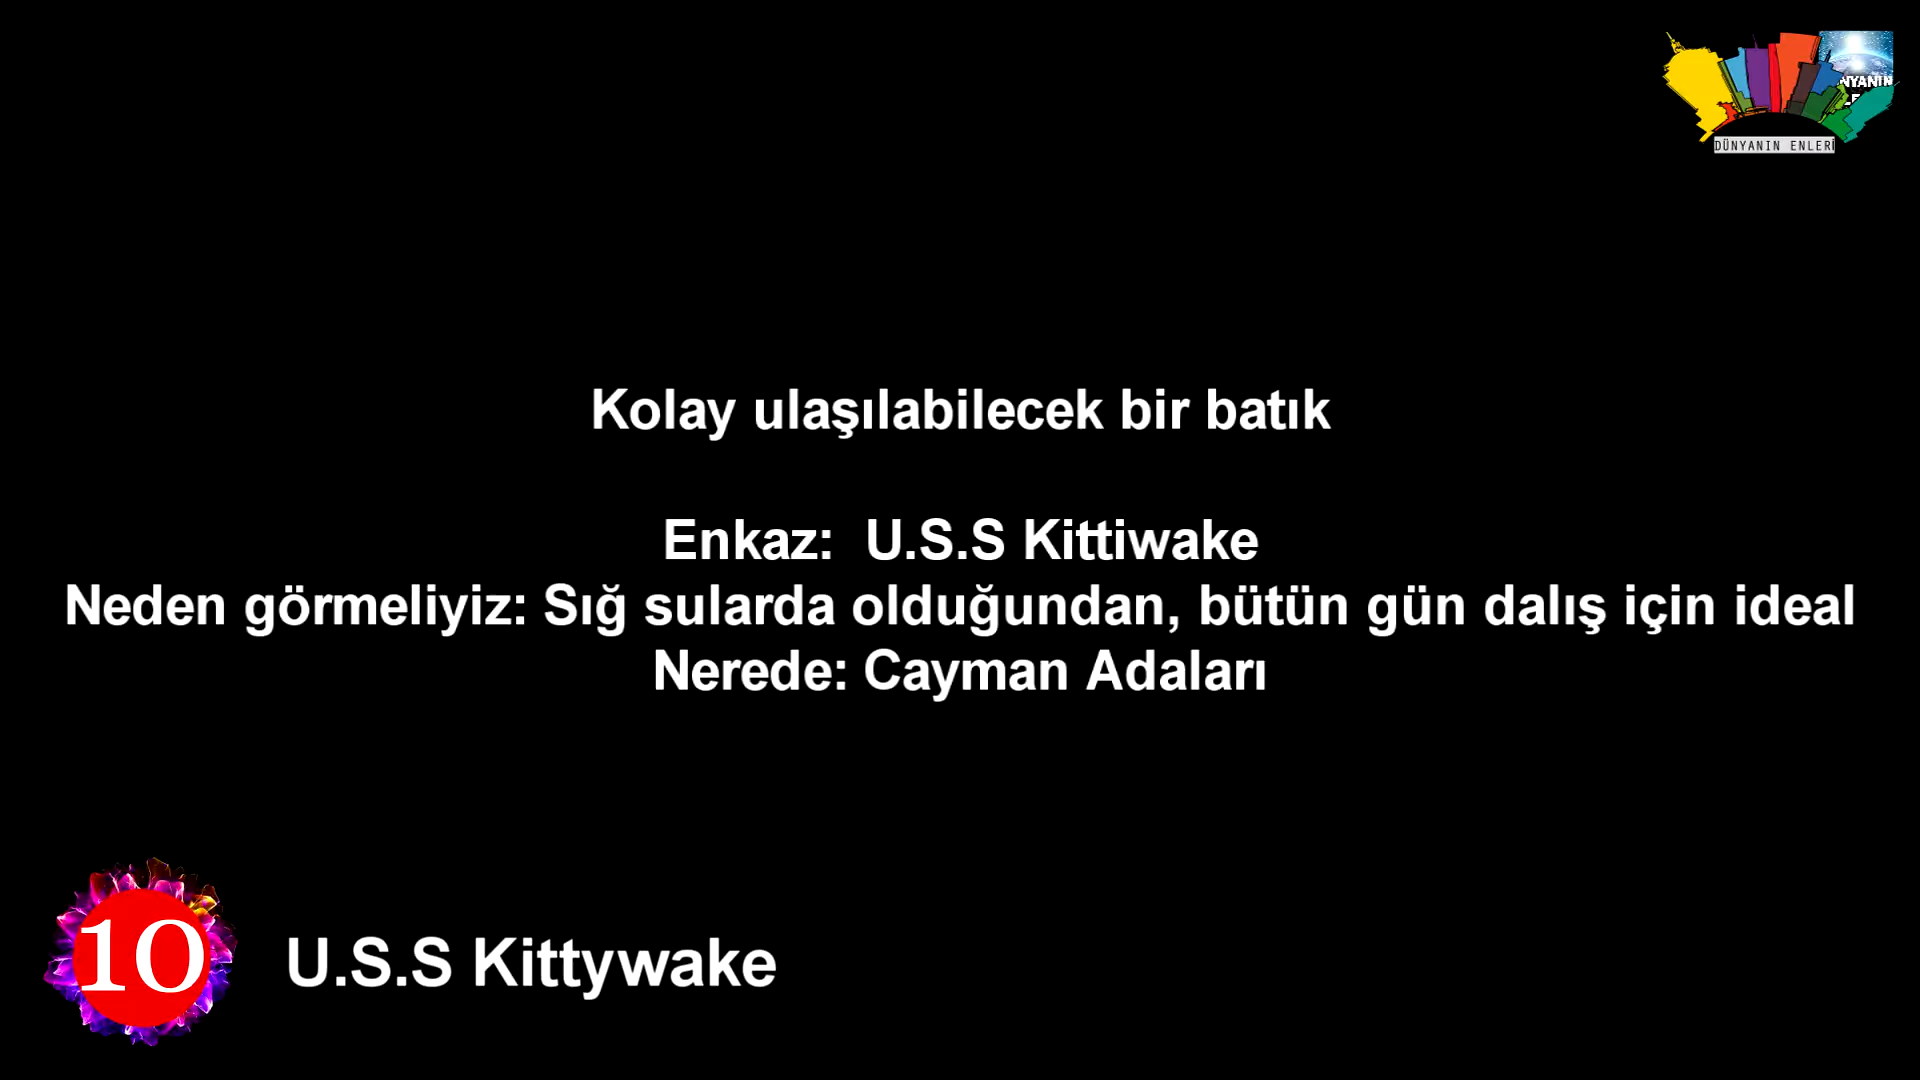 NYANIN
DÜNYANIN ENLERİ
Kolay ulaşılabilecek bir batık
Enkaz:  U.S.S Kittiwake
Neden görmeliyiz: Sığ sularda olduğundan, bütün gün dalış için ideal
Nerede: Cayman Adaları
10
U.S.S Kittywake